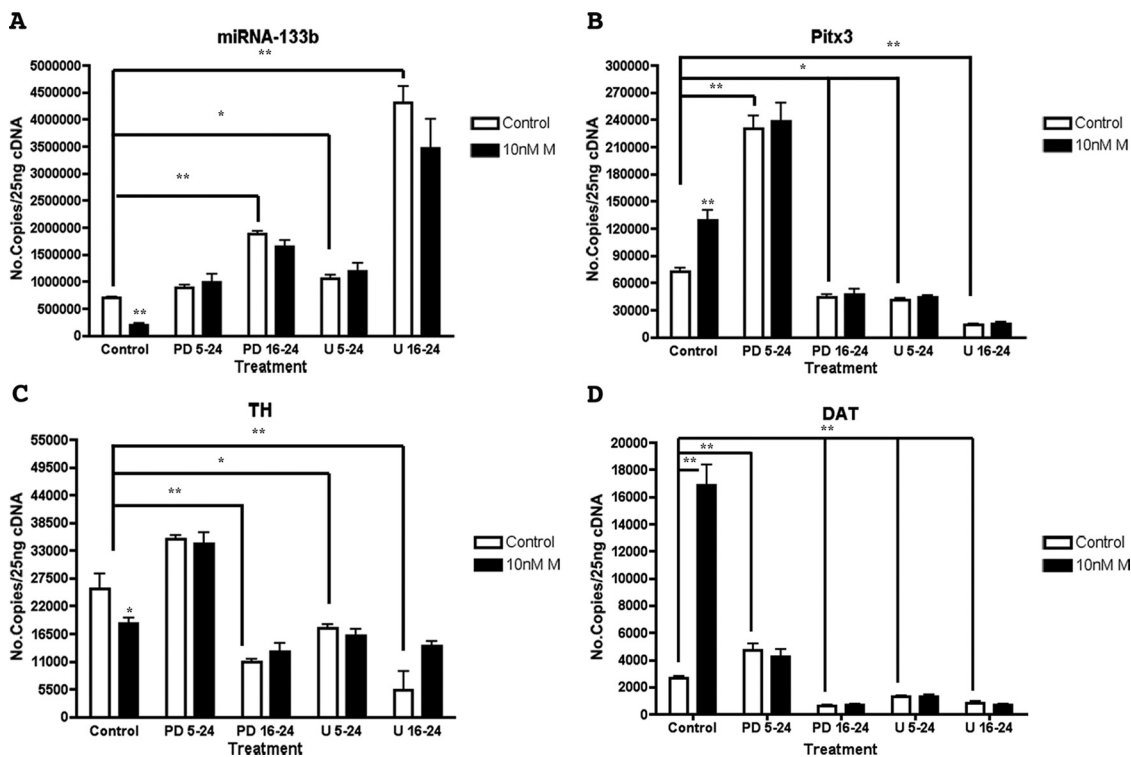 A
miRNA-133b
**
*
**
**
No.Copies/25ng cDNA
5000000
4500000
4000000
3500000
3000000
2500000
2000000
1500000
1000000
500000
0
Control
PD 5-24
PD 16-24
U 5-24
U 16-24
Treatment
Control
10nM M
B
Pitx3
**
*
**
**
No.Copies/25ng cDNA
300000
270000
240000
210000
180000
150000
120000
90000
60000
30000
0
Control
PD 5-24
PD 16-24
U 5-24
U 16-24
Treatment
Control
10nM M
C
TH
**
*
**
*
No.Copies/25ng cDNA
55000
49500
44000
38500
33000
27500
22000
16500
11000
5500
0
Control
PD 5-24
PD 16-24
U 5-24
U 16-24
Treatment
Control
10nM M
D
DAT
**
**
**
No.Copies/25ng cDNA
20000
18000
16000
14000
12000
10000
8000
6000
4000
2000
0
Control
PD 5-24
PD 16-24
U 5-24
U 16-24
Treatment
Control
10nM M